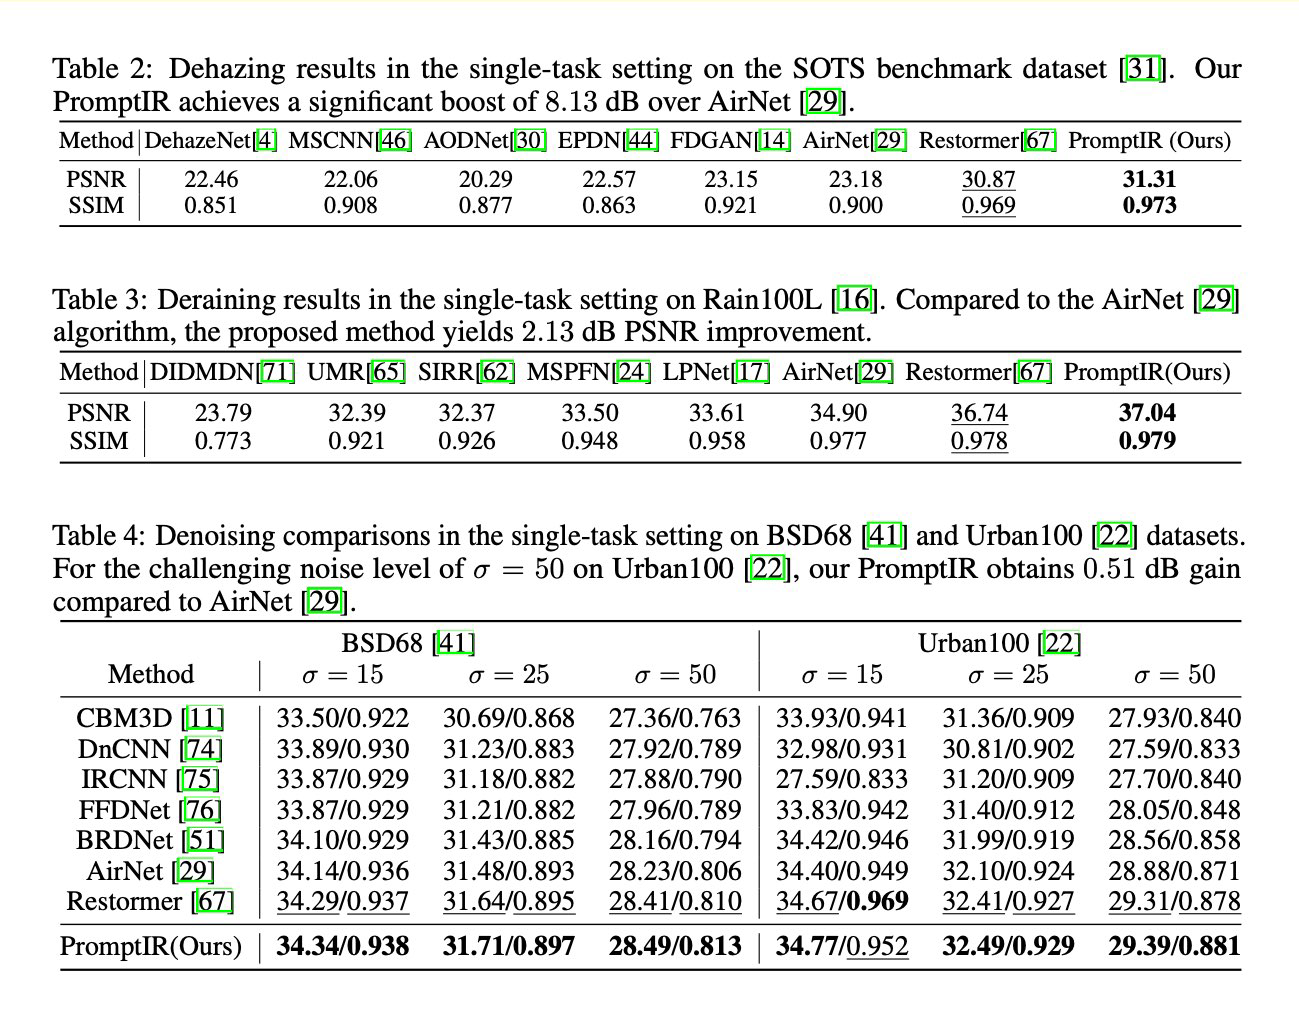 Table 2: Dehazing results in the single-task setting on the SOTS benchmark dataset [31]. Our
PromptIR achieves a significant boost of 8.13 dB over AirNet [29].
Method DehazeNet[4] MSCNN[46] AODNet[30] EPDN[44] FDGAN[14] AirNet[29] Restormer[67] PromptIR (Ours)
PSNR 22.46 22.06 20.29 22.57 23.15 23.18 30.87 31.31
SSIM 0.851 0.908 0.877 0.863 0.921 0.900 0.969 0.973
Table 3: Deraining results in the single-task setting on Rain100L [16]. Compared to the AirNet [29]
algorithm, the proposed method yields 2.13 dB PSNR improvement.
Method DIDMDN[71] UMR[65] SIRR[62] MSPFN[24] LPNet[17] AirNet[29] Restormer[67] PromptIR(Ours)
PSNR 23.79 32.39 32.37 33.50 33.61 34.90 36.74 37.04
SSIM 0.773 0.921 0.926 0.948 0.958 0.977 0.978 0.979
Table 4: Denoising comparisons in the single-task setting on BSD68 [41] and Urban100 [22] datasets.
For the challenging noise level of σ = 50 on Urban100 [22], our PromptIR obtains 0.51 dB gain
compared to AirNet [29].
BSD68 [41] Urban100 [22]
Method σ = 15 σ = 25 σ = 50 σ = 15 σ = 25 σ = 50
CBM3D [11] 33.50/0.922 30.69/0.868 27.36/0.763 33.93/0.941 31.36/0.909 27.93/0.840
DnCNN [74] 33.89/0.930 31.23/0.883 27.92/0.789 32.98/0.931 30.81/0.902 27.59/0.833
IRCNN [75] 33.87/0.929 31.18/0.882 27.88/0.790 27.59/0.833 31.20/0.909 27.70/0.840
FFDNet [76] 33.87/0.929 31.21/0.882 27.96/0.789 33.83/0.942 31.40/0.912 28.05/0.848
BRDNet [51] 34.10/0.929 31.43/0.885 28.16/0.794 34.42/0.946 31.99/0.919 28.56/0.858
AirNet [29] 34.14/0.936 31.48/0.893 28.23/0.806 34.40/0.949 32.10/0.924 28.88/0.871
Restormer [67] 34.29/0.937 31.64/0.895 28.41/0.810 34.67/0.969 32.41/0.927 29.31/0.878
PromptIR(Ours) 34.34/0.938 31.71/0.897 28.49/0.813 34.77/0.952 32.49/0.929 29.39/0.881